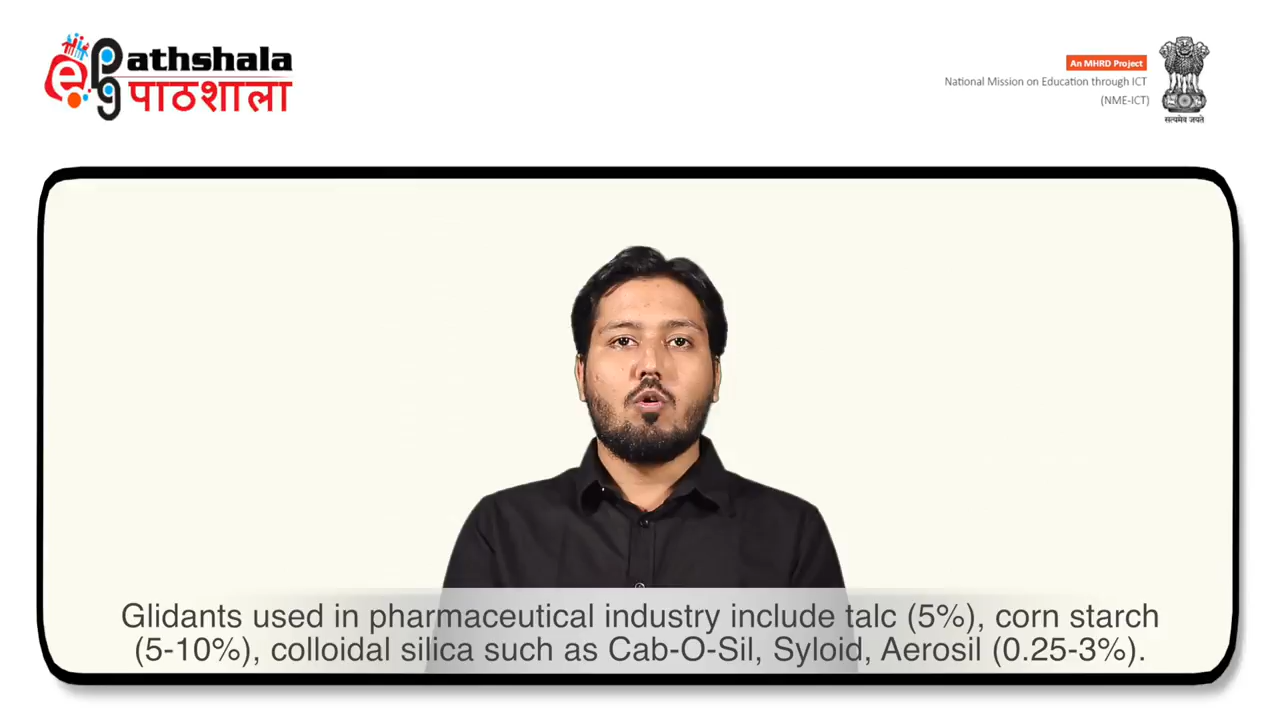 e pg Pathshala
पाठशाला
An MHRD Project
National Mission on Education through ICT
(NME-ICT)
सत्यमेव जयते
Glidants used in pharmaceutical industry include talc (5%), corn starch
(5-10%), colloidal silica such as Cab-O-Sil, Syloid, Aerosil (0.25-3%).